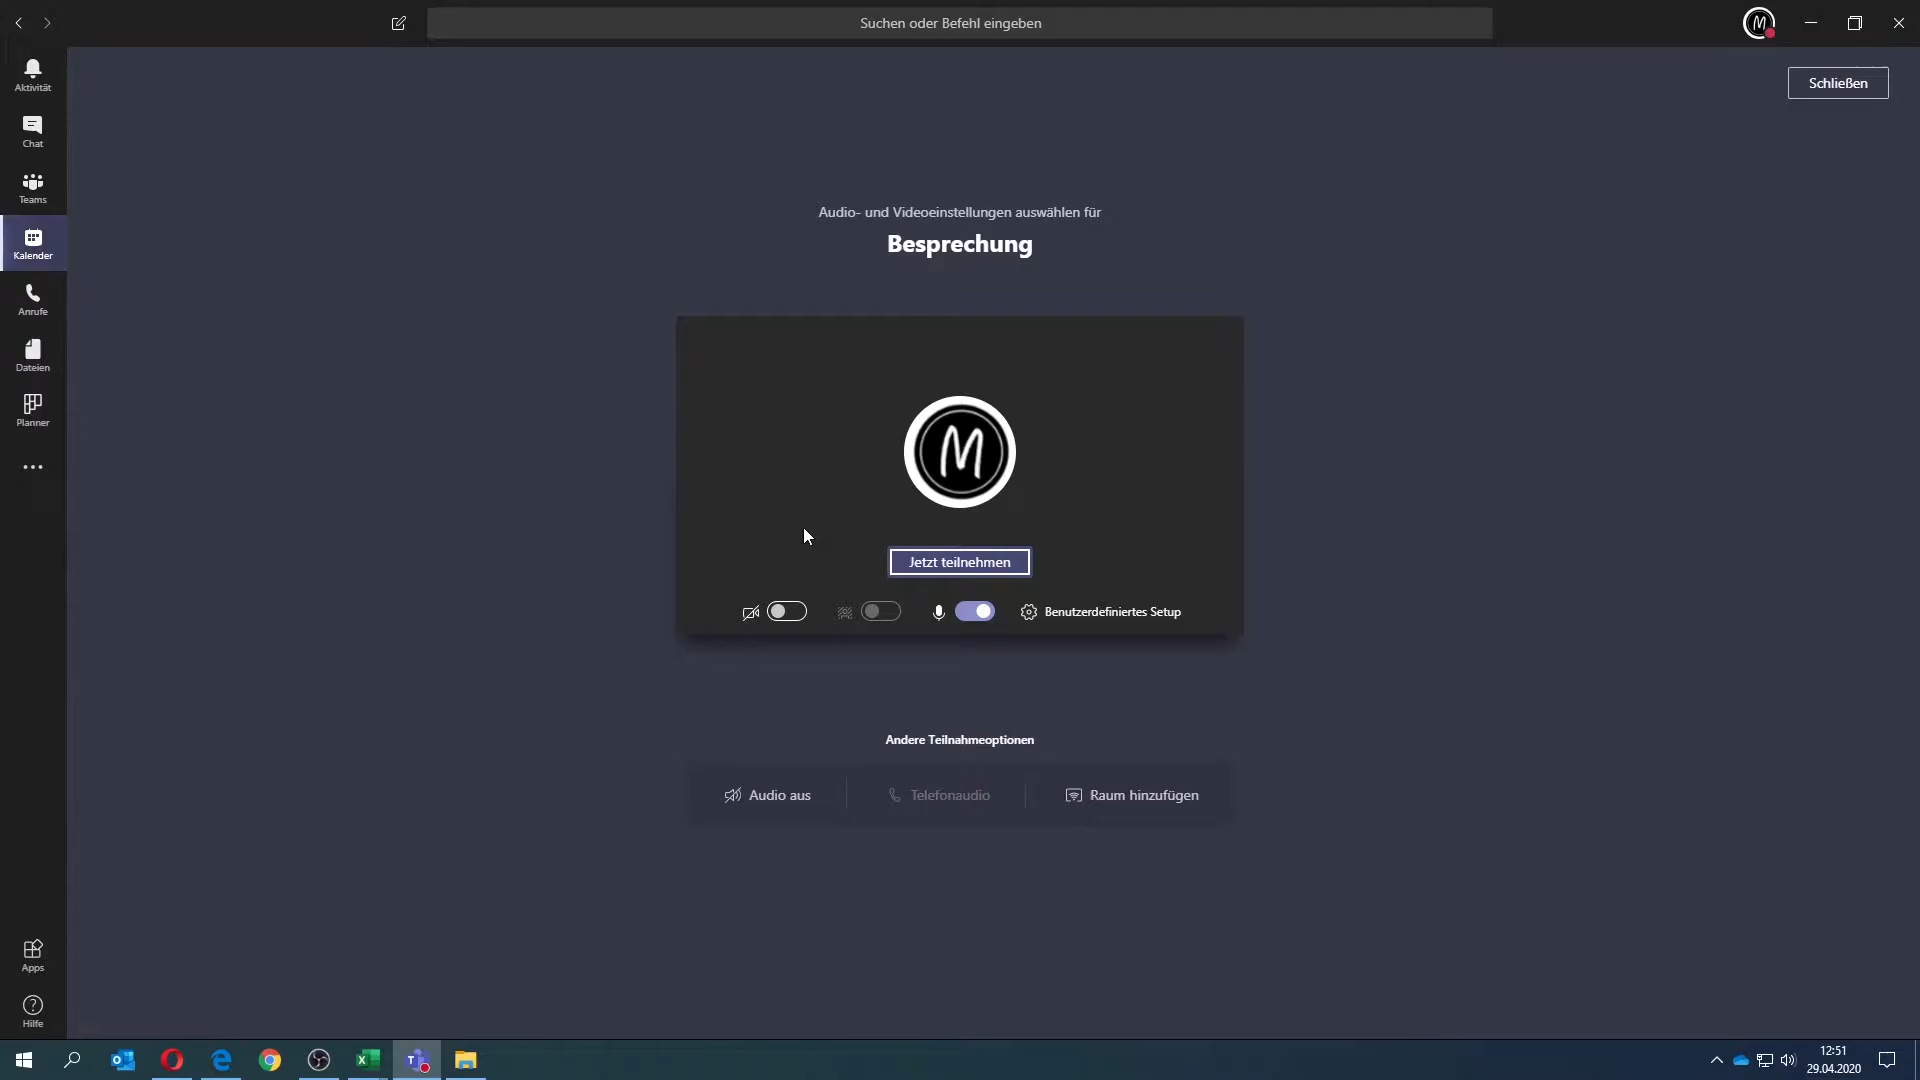 Suchen oder Befehl eingeben
M
Aktivität
Chat
Teams
Kalender
Anrufe
Dateien
Planner
Apps
Hilfe
Schließen
Audio- und Videoeinstellungen auswählen für
Besprechung
M
Jetzt teilnehmen
Benutzerdefiniertes Setup
Andere Teilnahmeoptionen
Audio aus
Telefonaudio
Raum hinzufügen
12:51
29.04.2020